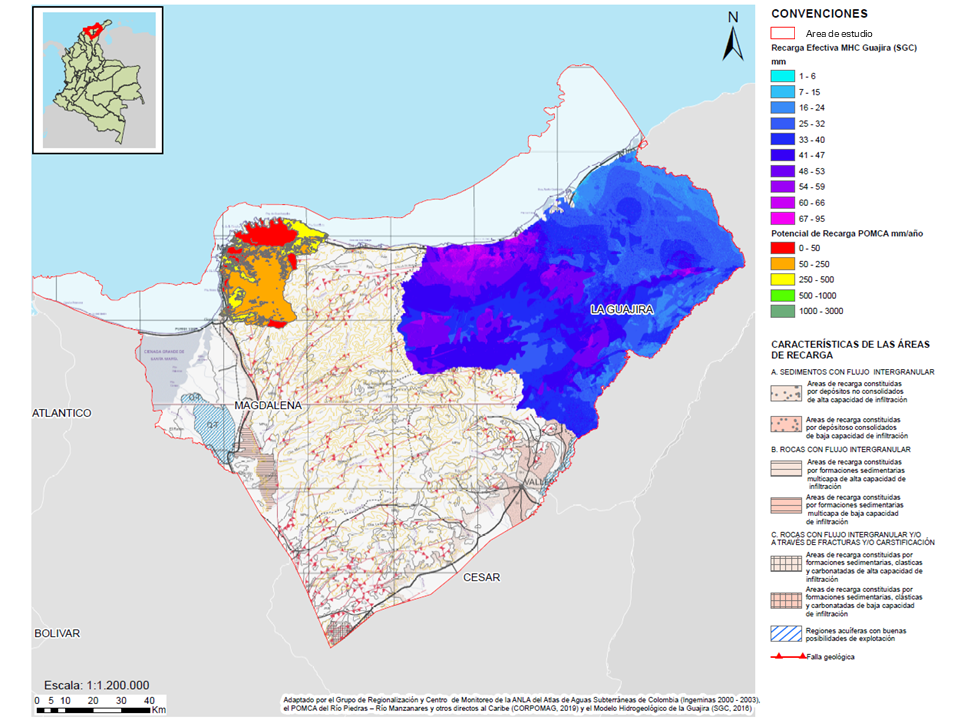 N
CONVENCIONES
Area de estudio
Recarga Efectiva MHC Guajira (SGC)
mm
1 - 6
7 - 15
16 - 24
25 - 32
33 - 40
41 - 47
48 - 53
54 - 59
60 - 66
67 - 95
Potencial de Recarga POMCA mm/año
0 - 50
50 - 250
250 - 500
500 -1000
1000 - 3000
CARACTERÍSTICAS DE LAS ÁREAS
DE RECARGA
A. SEDIMENTOS CON FLUJO INTERGRANULAR
Areas de recarga constituidas
por depósitos no consolidados
de alta capacidad de infiltración
Areas de recarga constituidas
por depósitoso consolidados
de baja capacidad de infiltración
B. ROCAS CON FLUJO INTERGRANULAR
Areas de recarga constituidas
por formaciones sedimentarias
multicapa de alta capacidad de
infiltración
Areas de recarga constituidas
por formaciones sedimentarias
multicapa de baja capacidad
de infiltración
C. ROCAS CON FLUJO INTERGRANULAR Y/O
A TRAVÉS DE FRACTURAS Y/O CARSTIFICACIÓN
Areas de recarga constituidas por
formaciones sedimentarias, clasticas
y carbonatadas de alta capacidad de
infiltración
Areas de recarga constituidas por
formaciones sedimentarias, clásticas
y carbonatadas de baja capacidad
de infiltración
Regiones acuíferas con buenas
posibilidades de explotación
Falla geológica
LA GUAJIRA
CIENAGA GRANDE DE
SANTA MARTA
Q-T
MAGDALENA
ATLANTICO
Q-T
CESAR
BOLIVAR
Escala: 1:1.200.000
0 5 10 20 30 40
Km
Adaptado por el Grupo de Regionalización y Centro de Monitoreo de la ANLA del Atlas de Aguas Subterráneas de Colombia (Ingeminas 2000 - 2003),
el POMCA del Río Piedras – Río Manzanares y otros directos al Caribe (CORPOMAG, 2019) y el Modelo Hidrogeológico de la Guajira (SGC, 2016)